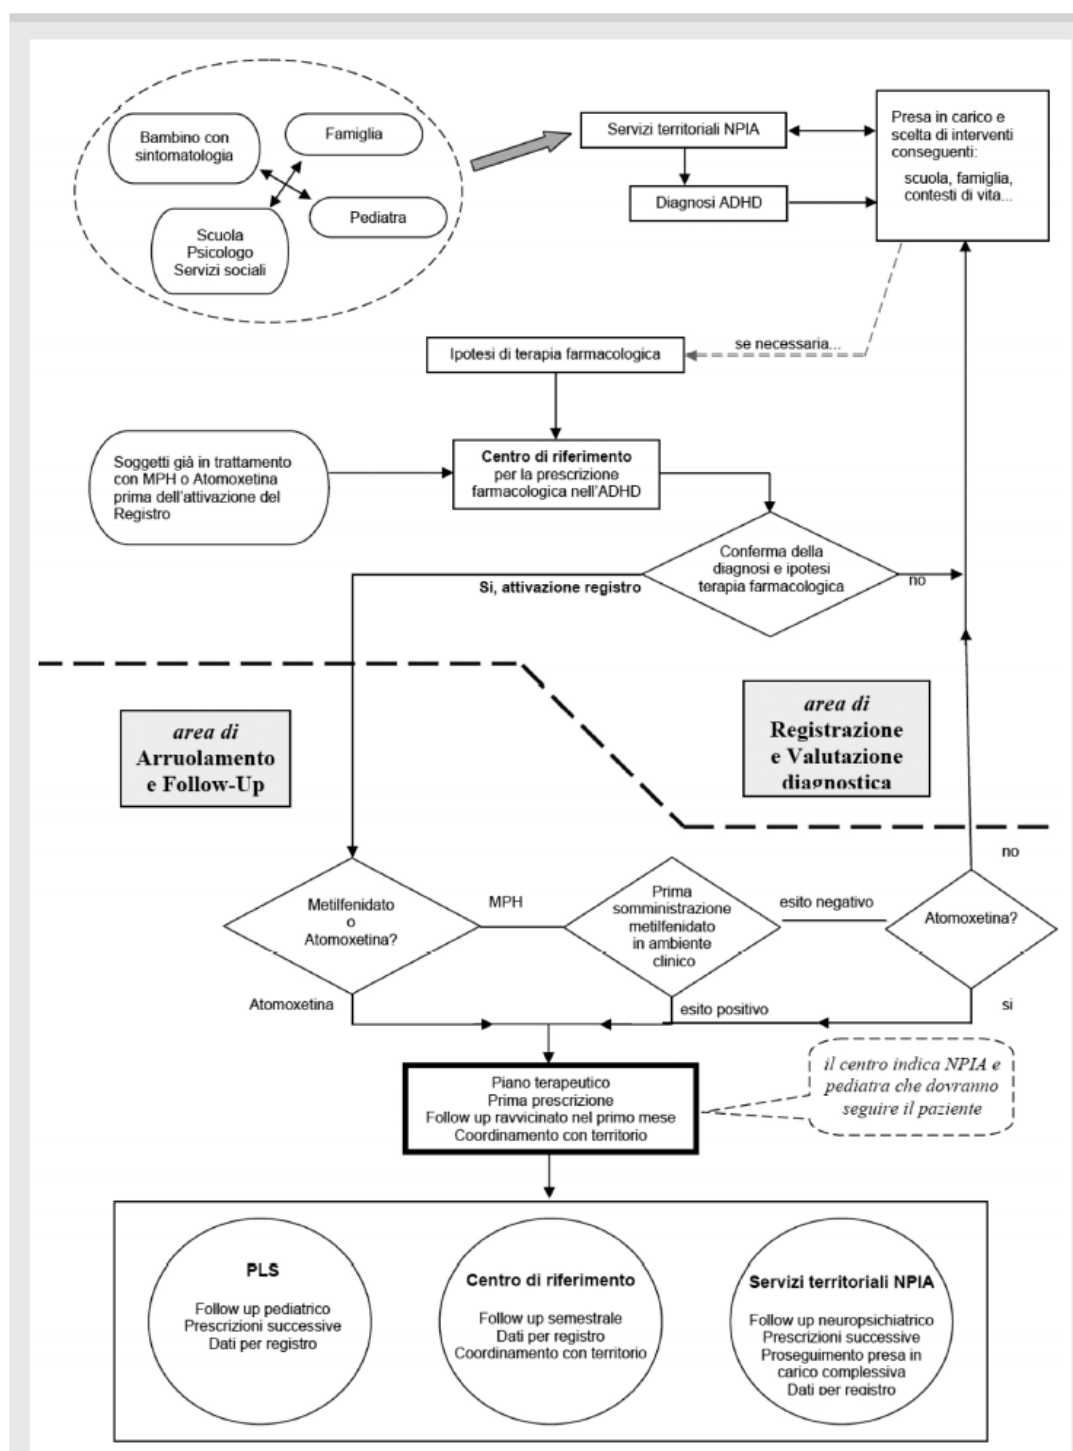 Bambino con
sintomatologia
Famiglia
Pediatra
Scuola
Psicologo
Servizi sociali
Servizi territoriali NPIA
Diagnosi ADHD
Presa in carico e
scelta di interventi
conseguenti:
scuola, famiglia,
contesti di vita...
se necessaria...
Ipotesi di terapia farmacologica
Soggetti già in trattamento
con MPH o Atomoxetina
prima dell'attivazione del
Registro
Centro di riferimento
per la prescrizione
farmacologica nell'ADHD
Conferma della
diagnosi e ipotesi
terapia farmacologica
no
Si, attivazione registro
area di
Arruolamento
e Follow-Up
area di
Registrazione
e Valutazione
diagnostica
no
Metilfenidato
o
Atomoxetina?
MPH
Prima
somministrazione
metilfenidato
in ambiente
clinico
esito negativo
Atomoxetina?
Atomoxetina
esito positivo
si
Piano terapeutico
Prima prescrizione
Follow up ravvicinato nel primo mese
Coordinamento con territorio
il centro indica NPIA e
pediatra che dovranno
seguire il paziente
PLS
Follow up pediatrico
Prescrizioni successive
Dati per registro
Centro di riferimento
Follow up semestrale
Dati per registro
Coordinamento con territorio
Servizi territoriali NPIA
Follow up neuropsichiatrico
Prescrizioni successive
Proseguimento presa in
carico complessiva
Dati per registro